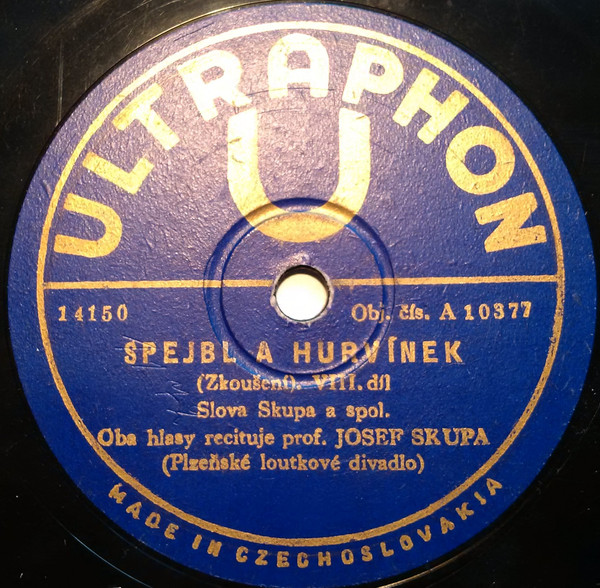 ULTRAPHON
U
14150 Obj. čís. A 10377
SPEJBL A HURVÍNEK
(Zkoušení). VIII. díl
Slova Skupa a spol.
Oba hlasy recituje prof. JOSEF SKUPA
(Plzeňské loutkové divadlo)
MADE IN CZECHOSLOVAKIA